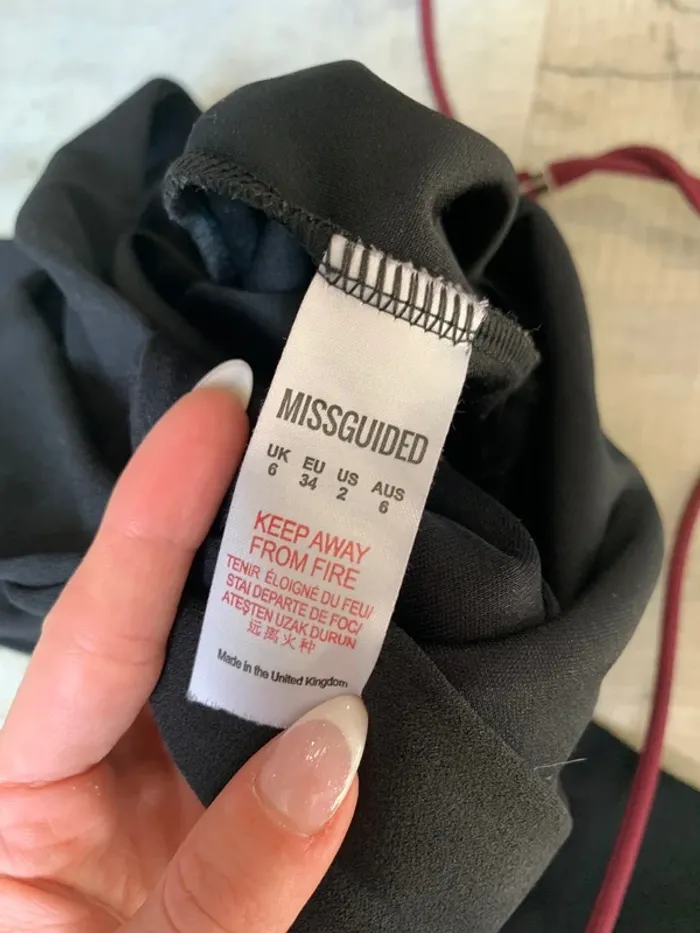 MISSGUIDED
UK EU US AUS
6 34 2 6
KEEP AWAY
FROM FIRE
TENIR ÉLOIGNÉ DU FEU/
STAI DEPARTE DE FOC/
ATEŞTEN UZAK DURUN
远离火种
Made in the United Kingdom